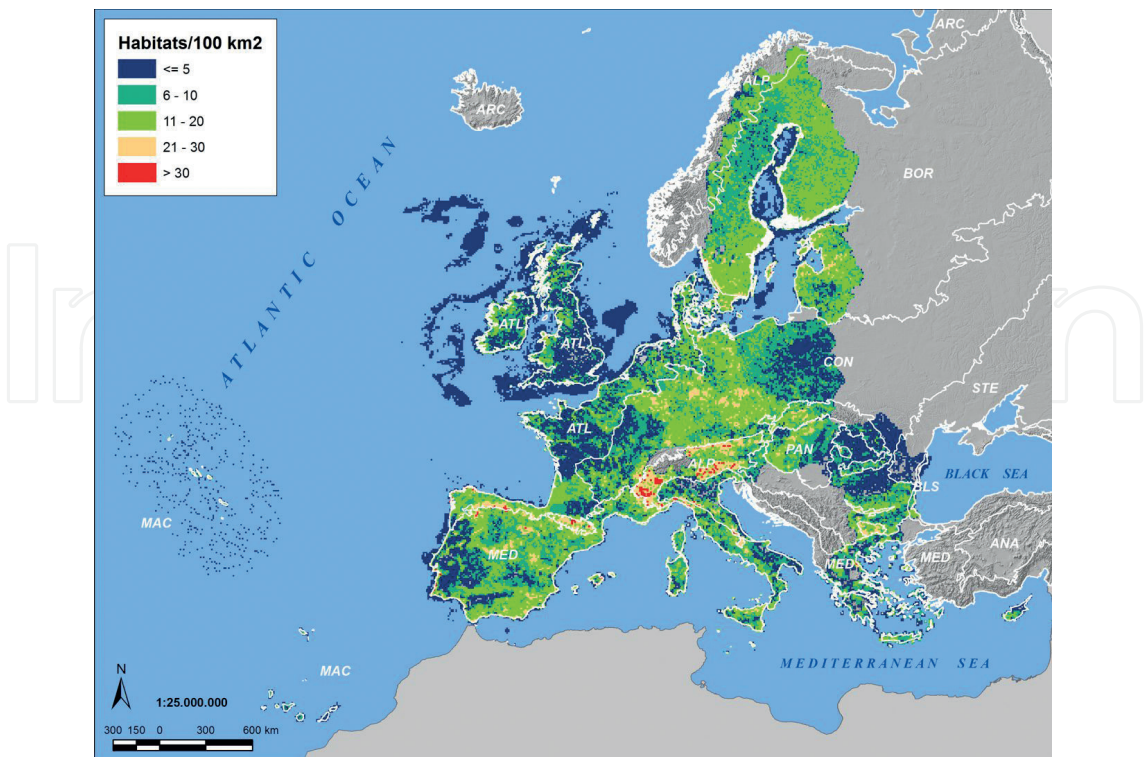 Habitats/100 km2
<= 5
6 - 10
11 - 20
21 - 30
> 30
ARC
ALP
ARC
BOR
ATLANTIC OCEAN
ATL
ATL
CON
STE
ATL
PAN
ALP
BLACK SEA
BLS
MAC
MED
MED
MED
ANA
MEDITERRANEAN SEA
MAC
N
1:25.000.000
300 150 0 300 600 km